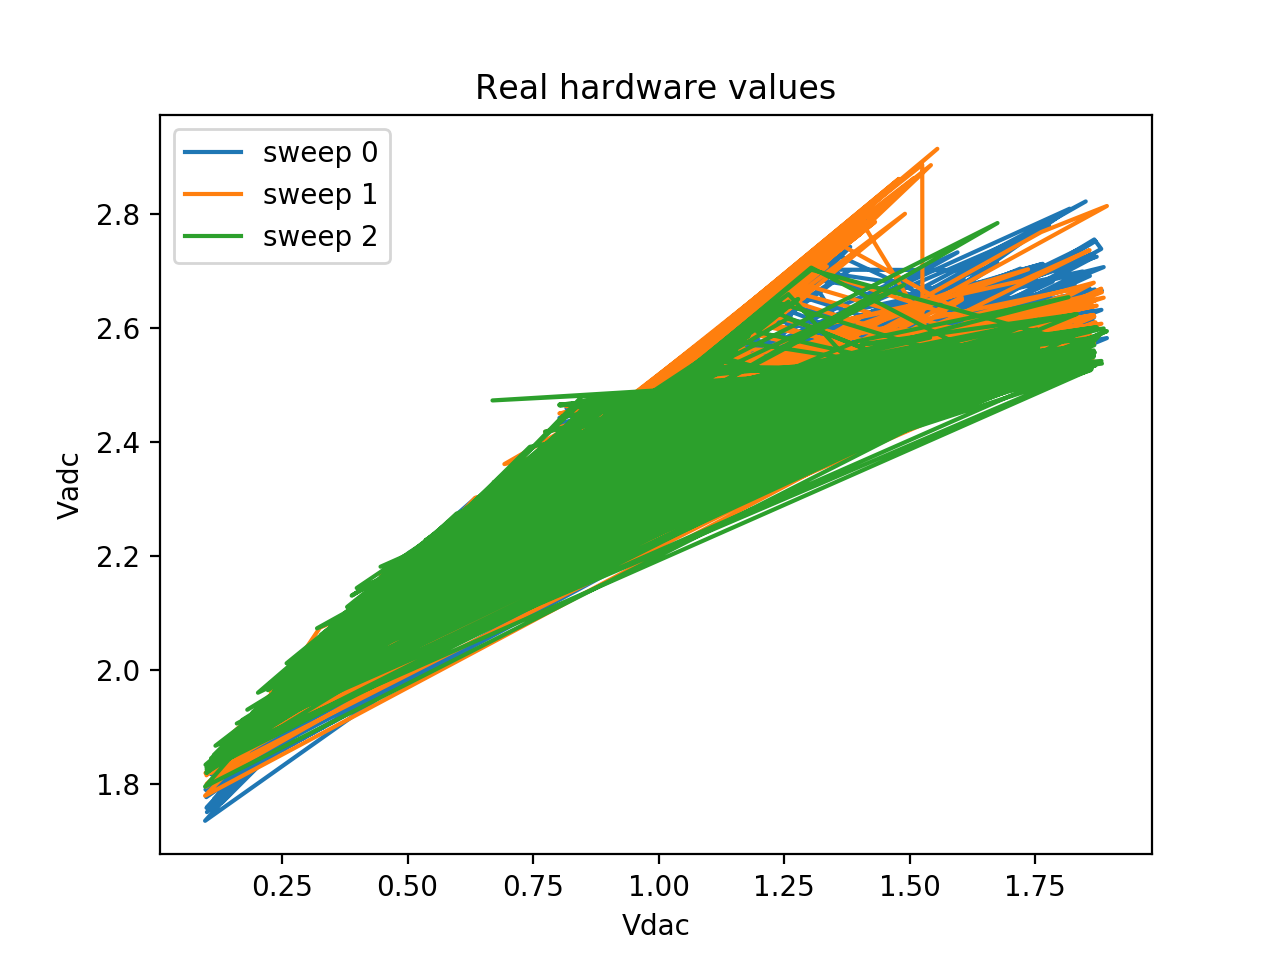 Real hardware values
sweep 0
sweep 1
sweep 2
Vadc
2.8
2.6
2.4
2.2
2.0
1.8
0.25 0.50 0.75 1.00 1.25 1.50 1.75
Vdac